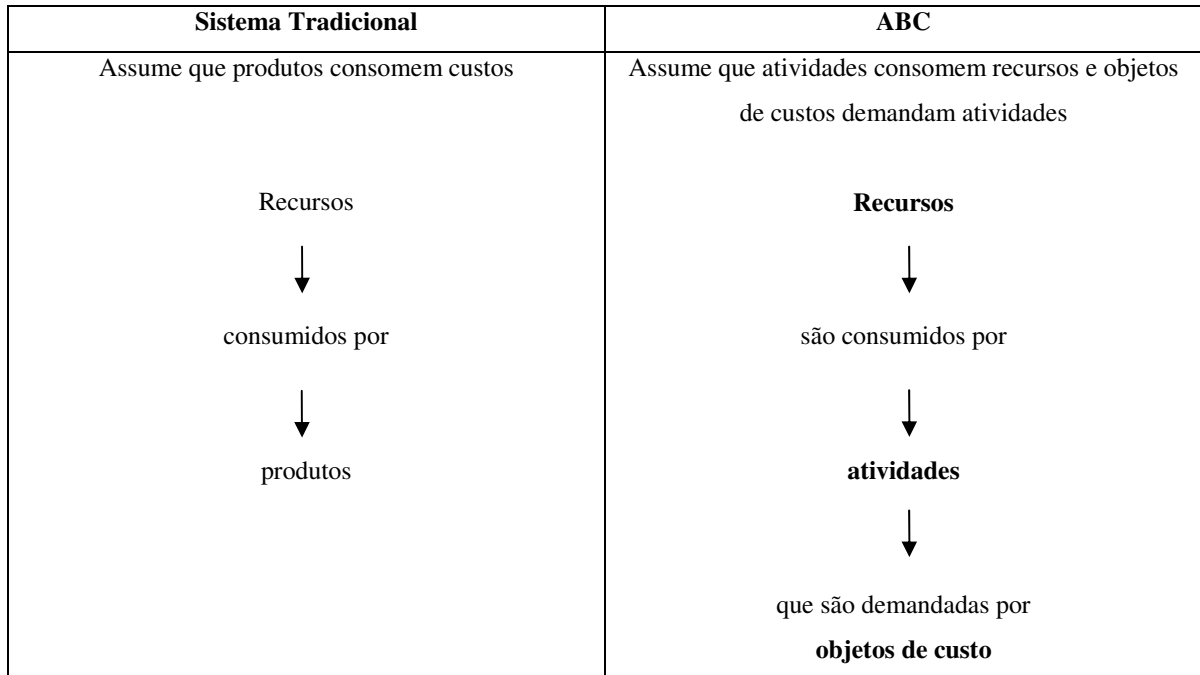 Sistema Tradicional
ABC
Assume que produtos consomem custos
Assume que atividades consomem recursos e objetos
de custos demandam atividades
Recursos
consumidos por
produtos
Recursos
são consumidos por
atividades
que são demandadas por
objetos de custo